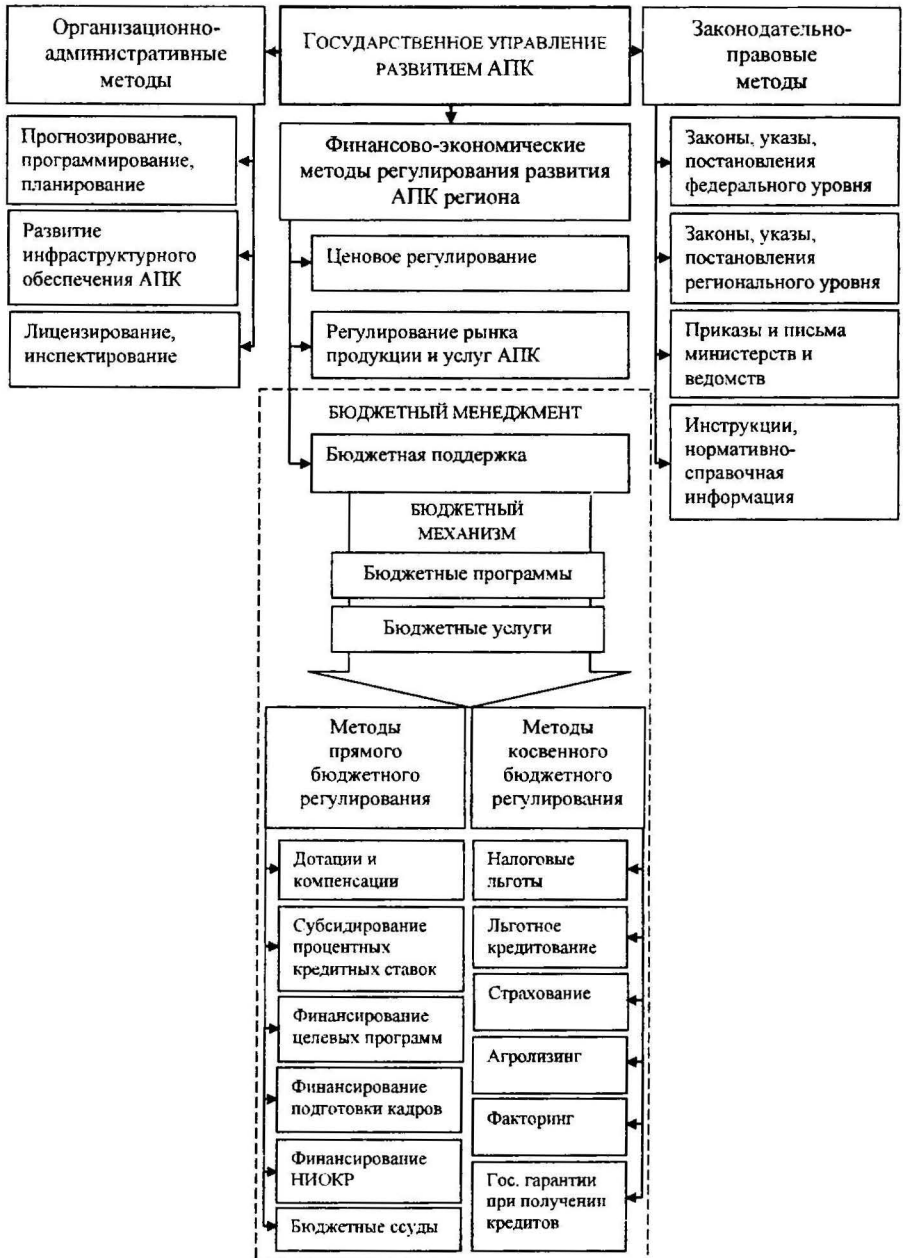 Организационно-
административные
методы
ГОСУДАРСТВЕННОЕ УПРАВЛЕНИЕ
РАЗВИТИЕМ АПК
Законодательно-
правовые
методы
Прогнозирование,
программирование,
планирование
Развитие
инфраструктурного
обеспечения АПК
Лицензирование,
инспектирование
Финансово-экономические
методы регулирования развития
АПК региона
Ценовое регулирование
Регулирование рынка
продукции и услуг АПК
Законы, указы,
постановления
федерального уровня
Законы, указы,
постановления
регионального уровня
Приказы и письма
министерств и
ведомств
Инструкции,
нормативно-
справочная
информация
БЮДЖЕТНЫЙ МЕНЕДЖМЕНТ
Бюджетная поддержка
БЮДЖЕТНЫЙ
МЕХАНИЗМ
Бюджетные программы
Бюджетные услуги
Методы
прямого
бюджетного
регулирования
Методы
косвенного
бюджетного
регулирования
Дотации и
компенсации
Субсидирование
процентных
кредитных ставок
Финансирование
целевых программ
Финансирование
подготовки кадров
Финансирование
НИОКР
Бюджетные ссуды
Налоговые
льготы
Льготное
кредитование
Страхование
Агролизинг
Факторинг
Гос. гарантии
при получении
кредитов